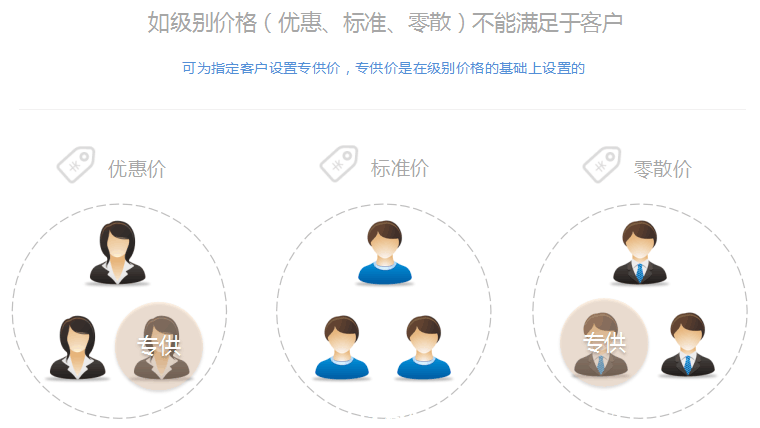 如级别价格（优惠、标准、零散）不能满足于客户
可为指定客户设置专供价，专供价是在级别价格的基础上设置的
优惠价
标准价
零散价
专供
专供